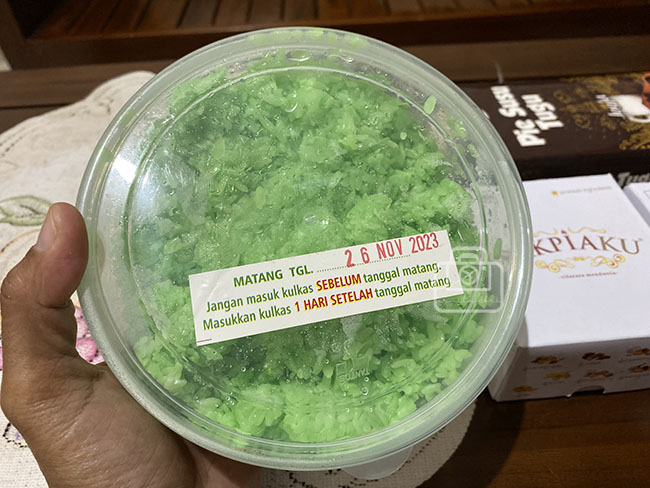 MATANG TGL. 26 NOV 2023
Jangan masuk kulkas SEBELUM tanggal matang.
Masukkan kulkas 1 HARI SETELAH tanggal matang
Pie Susu
Tugu
KPIAKU